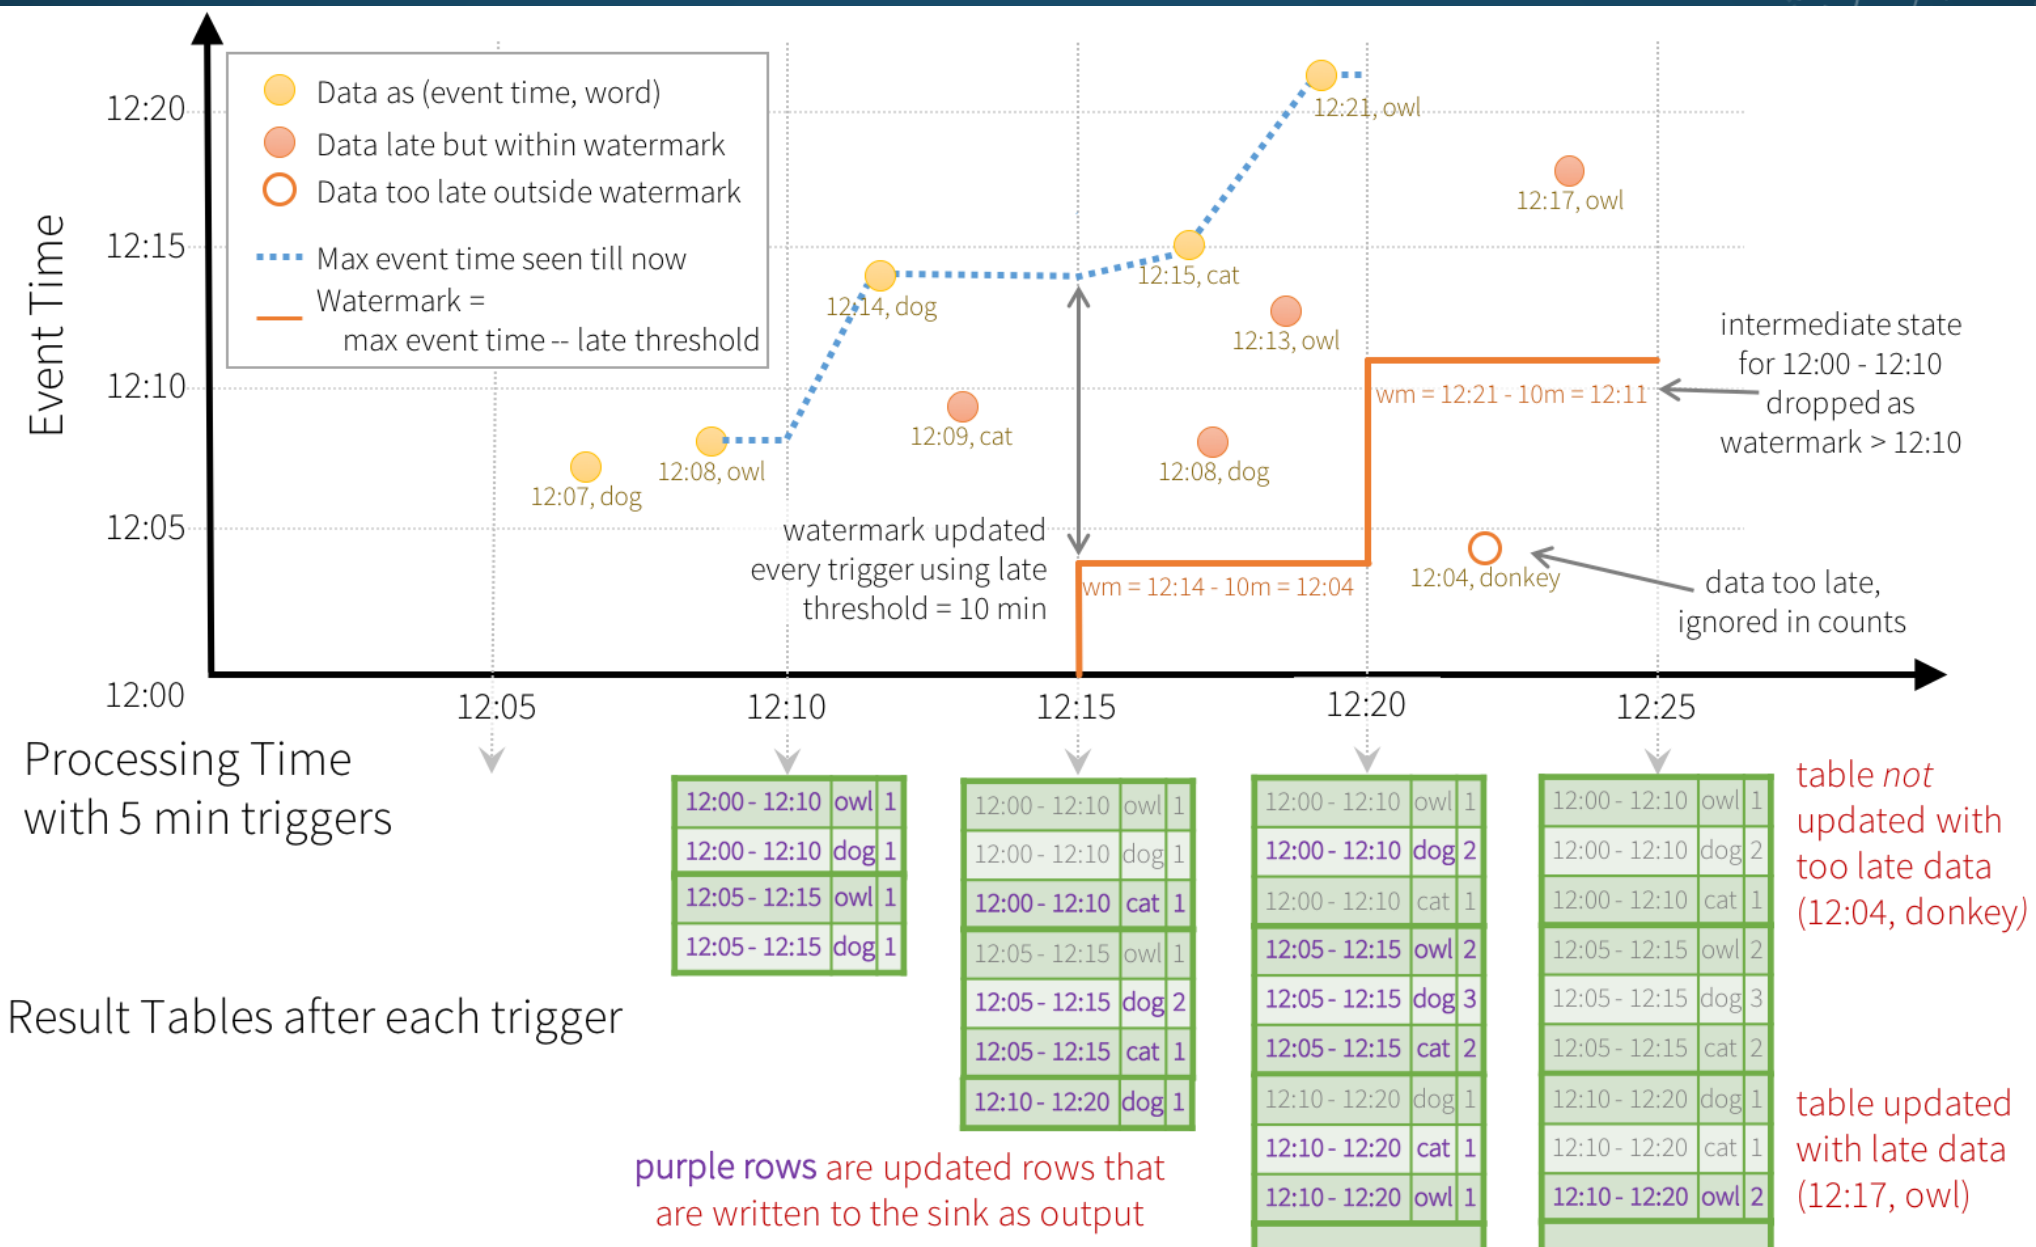 Data as (event time, word)
Data late but within watermark
Data too late outside watermark
Max event time seen till now
Watermark =
max event time -- late threshold
Event Time
12:20
12:15
12:10
12:05
12:00
12:07, dog
12:08, owl
12:14, dog
12:09, cat
12:15, cat
12:08, dog
12:13, owl
12:21, owl
12:17, owl
12:04, donkey
watermark updated
every trigger using late
threshold = 10 min
wm = 12:14 - 10m = 12:04
wm = 12:21 - 10m = 12:11
intermediate state
for 12:00 - 12:10
dropped as
watermark > 12:10
data too late,
ignored in counts
12:05
12:10
12:15
12:20
12:25
Processing Time
with 5 min triggers
Result Tables after each trigger
12:00 - 12:10 owl 1
12:00 - 12:10 dog 1
12:05 - 12:15 owl 1
12:05 - 12:15 dog 1
12:00 - 12:10 owl 1
12:00 - 12:10 dog 1
12:00 - 12:10 cat 1
12:05 - 12:15 owl 1
12:05 - 12:15 dog 2
12:05 - 12:15 cat 1
12:10 - 12:20 dog 1
12:00 - 12:10 owl 1
12:00 - 12:10 dog 2
12:00 - 12:10 cat 1
12:05 - 12:15 owl 2
12:05 - 12:15 dog 3
12:05 - 12:15 cat 2
12:10 - 12:20 dog 1
12:10 - 12:20 cat 1
12:10 - 12:20 owl 1
12:00 - 12:10 owl 1
12:00 - 12:10 dog 2
12:00 - 12:10 cat 1
12:05 - 12:15 owl 2
12:05 - 12:15 dog 3
12:05 - 12:15 cat 2
12:10 - 12:20 dog 1
12:10 - 12:20 cat 1
12:10 - 12:20 owl 2
table not
updated with
too late data
(12:04, donkey)
table updated
with late data
(12:17, owl)
purple rows are updated rows that
are written to the sink as output